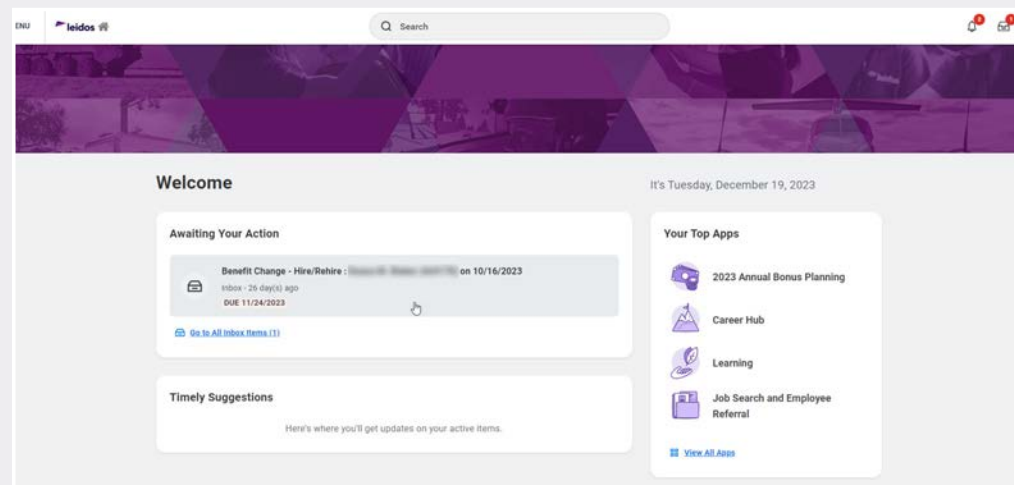 ENU
leidos
Search
Welcome
It's Tuesday, December 19, 2023
Awaiting Your Action
Benefit Change - Hire/Rehire : on 10/16/2023
Inbox - 26 day(s) ago
DUE 11/24/2023
Go to All Inbox Items (1)
Timely Suggestions
Here's where you'll get updates on your active items.
Your Top Apps
2023 Annual Bonus Planning
Career Hub
Learning
Job Search and Employee
Referral
View All Apps